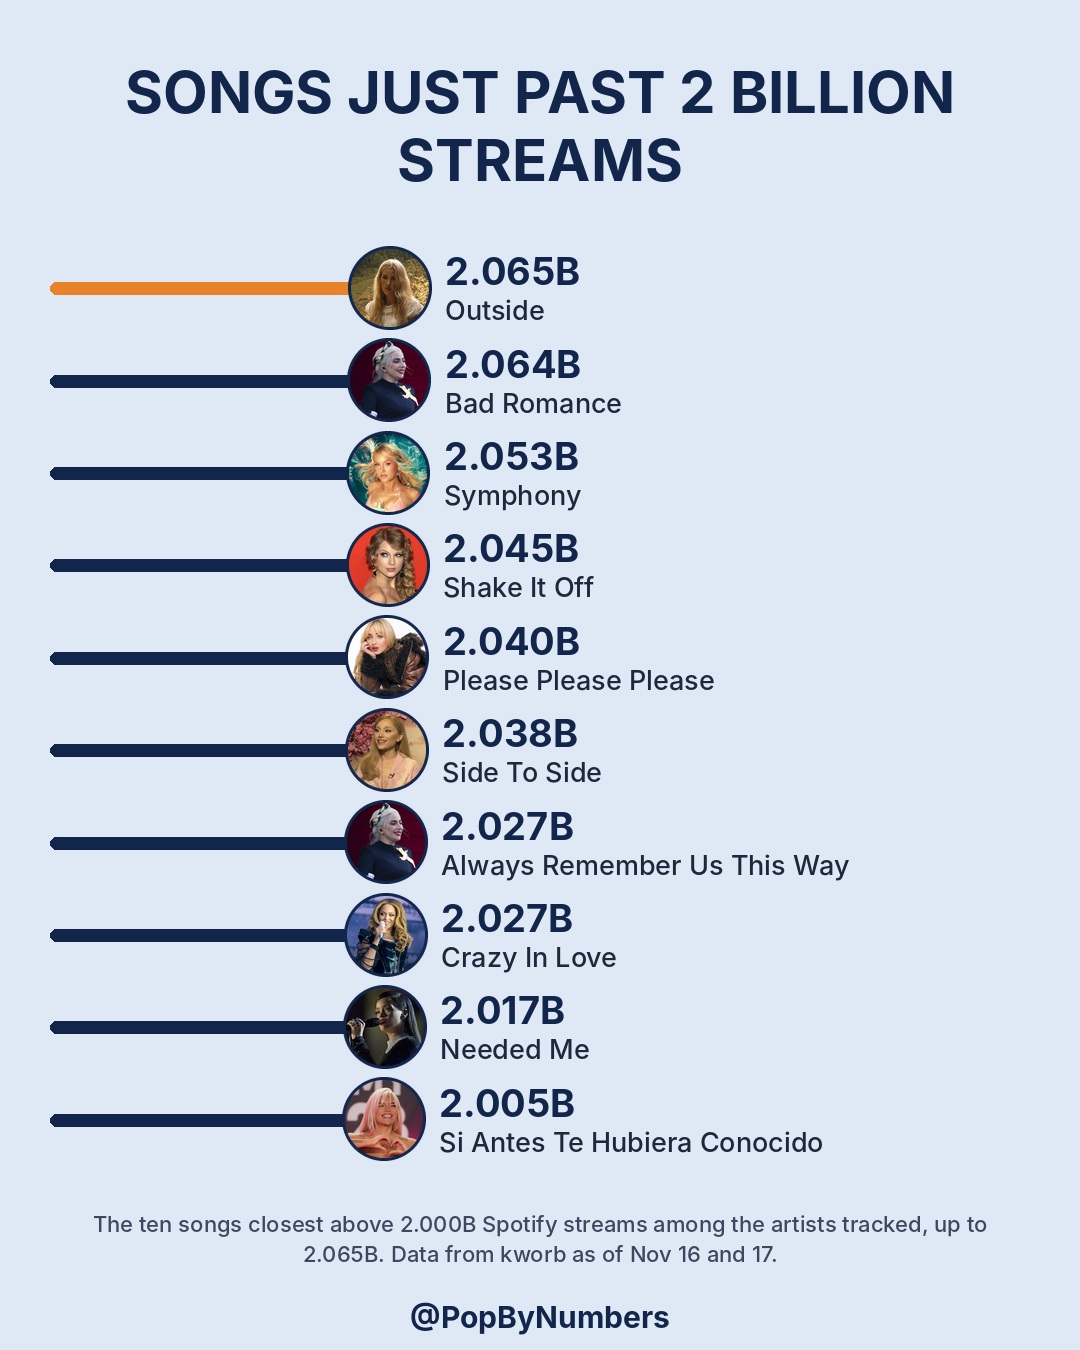 SONGS JUST PAST 2 BILLION
STREAMS
2.065B
Outside
2.064B
Bad Romance
2.053B
Symphony
2.045B
Shake It Off
2.040B
Please Please Please
2.038B
Side To Side
2.027B
Always Remember Us This Way
2.027B
Crazy In Love
2.017B
Needed Me
2.005B
Si Antes Te Hubiera Conocido
The ten songs closest above 2.000B Spotify streams among the artists tracked, up to
2.065B. Data from kworb as of Nov 16 and 17.
@PopByNumbers